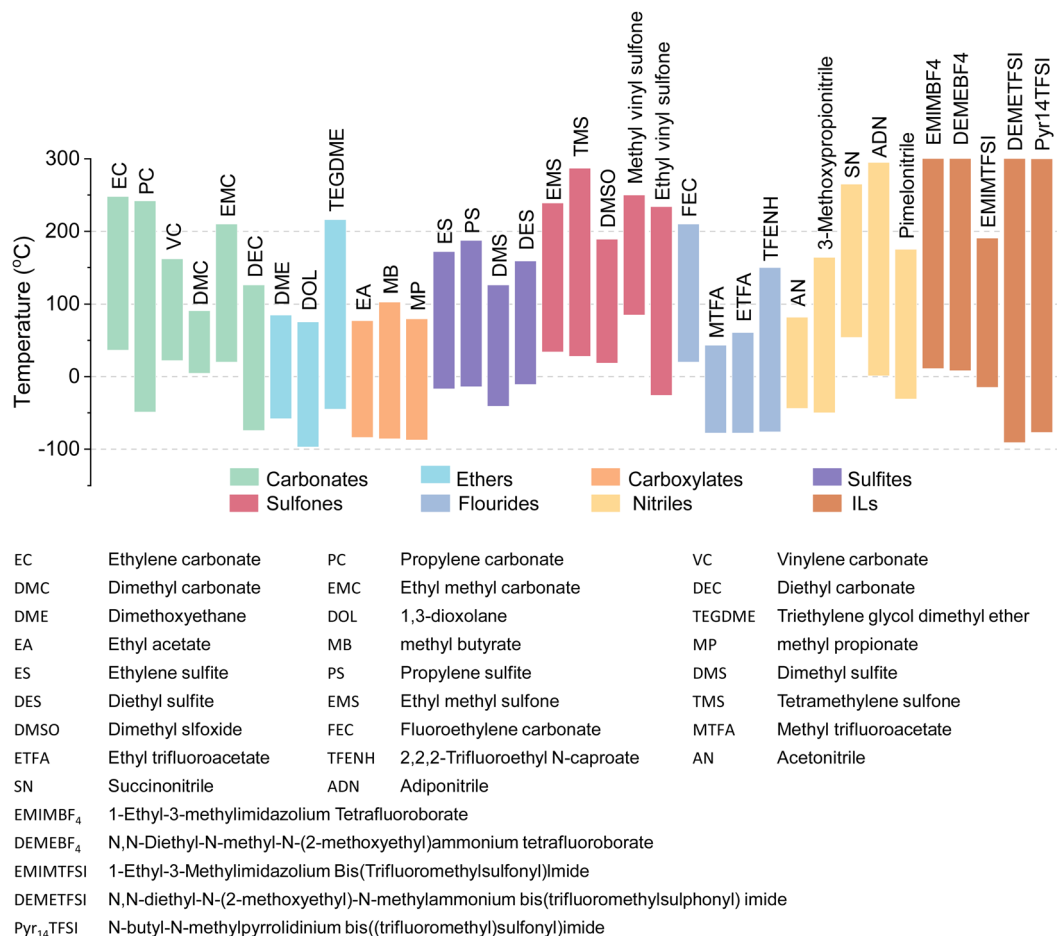 Temperature (°C)
300
200
100
0
-100
EC
PC
VC
DMC
EMC
DEC
DME
DOL
TEGDME
EA
MB
MP
ES
PS
DMS
DES
EMS
TMS
DMSO
Methyl vinyl sulfone
Ethyl vinyl sulfone
FEC
MTFA
ETFA
TFENH
AN
3-Methoxypropionitrile
SN
ADN
Pimelonitrile
EMIMBF4
DEMEBF4
EMIMTFSI
DEMETFSI
Pyr14TFSI
Carbonates Ethers Carboxylates Sulfites
Sulfones Flourides Nitriles ILs
EC Ethylene carbonate PC Propylene carbonate VC Vinylene carbonate
DMC Dimethyl carbonate EMC Ethyl methyl carbonate DEC Diethyl carbonate
DME Dimethoxyethane DOL 1,3-dioxolane TEGDME Triethylene glycol dimethyl ether
EA Ethyl acetate MB methyl butyrate MP methyl propionate
ES Ethylene sulfite PS Propylene sulfite DMS Dimethyl sulfite
DES Diethyl sulfite EMS Ethyl methyl sulfone TMS Tetramethylene sulfone
DMSO Dimethyl slfoxide FEC Fluoroethylene carbonate MTFA Methyl trifluoroacetate
ETFA Ethyl trifluoroacetate TFENH 2,2,2-Trifluoroethyl N-caproate AN Acetonitrile
SN Succinonitrile ADN Adiponitrile
EMIMBF₄ 1-Ethyl-3-methylimidazolium Tetrafluoroborate
DEMEBF₄ N,N-Diethyl-N-methyl-N-(2-methoxyethyl)ammonium tetrafluoroborate
EMIMTFSI 1-Ethyl-3-Methylimidazolium Bis(Trifluoromethylsulfonyl)Imide
DEMETFSI N,N-diethyl-N-(2-methoxyethyl)-N-methylammonium bis(trifluoromethylsulphonyl) imide
Pyr₁₄TFSI N-butyl-N-methylpyrrolidinium bis((trifluoromethyl)sulfonyl)imide